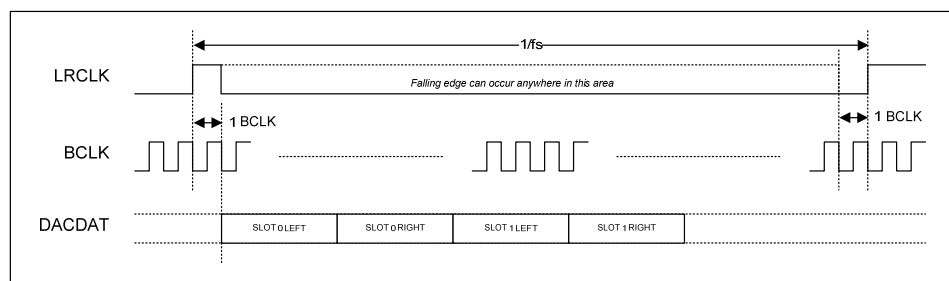 1/fs
LRCLK
Falling edge can occur anywhere in this area
1 BCLK
1 BCLK
BCLK
DACDAT
SLOT 0 LEFT
SLOT 0 RIGHT
SLOT 1 LEFT
SLOT 1 RIGHT